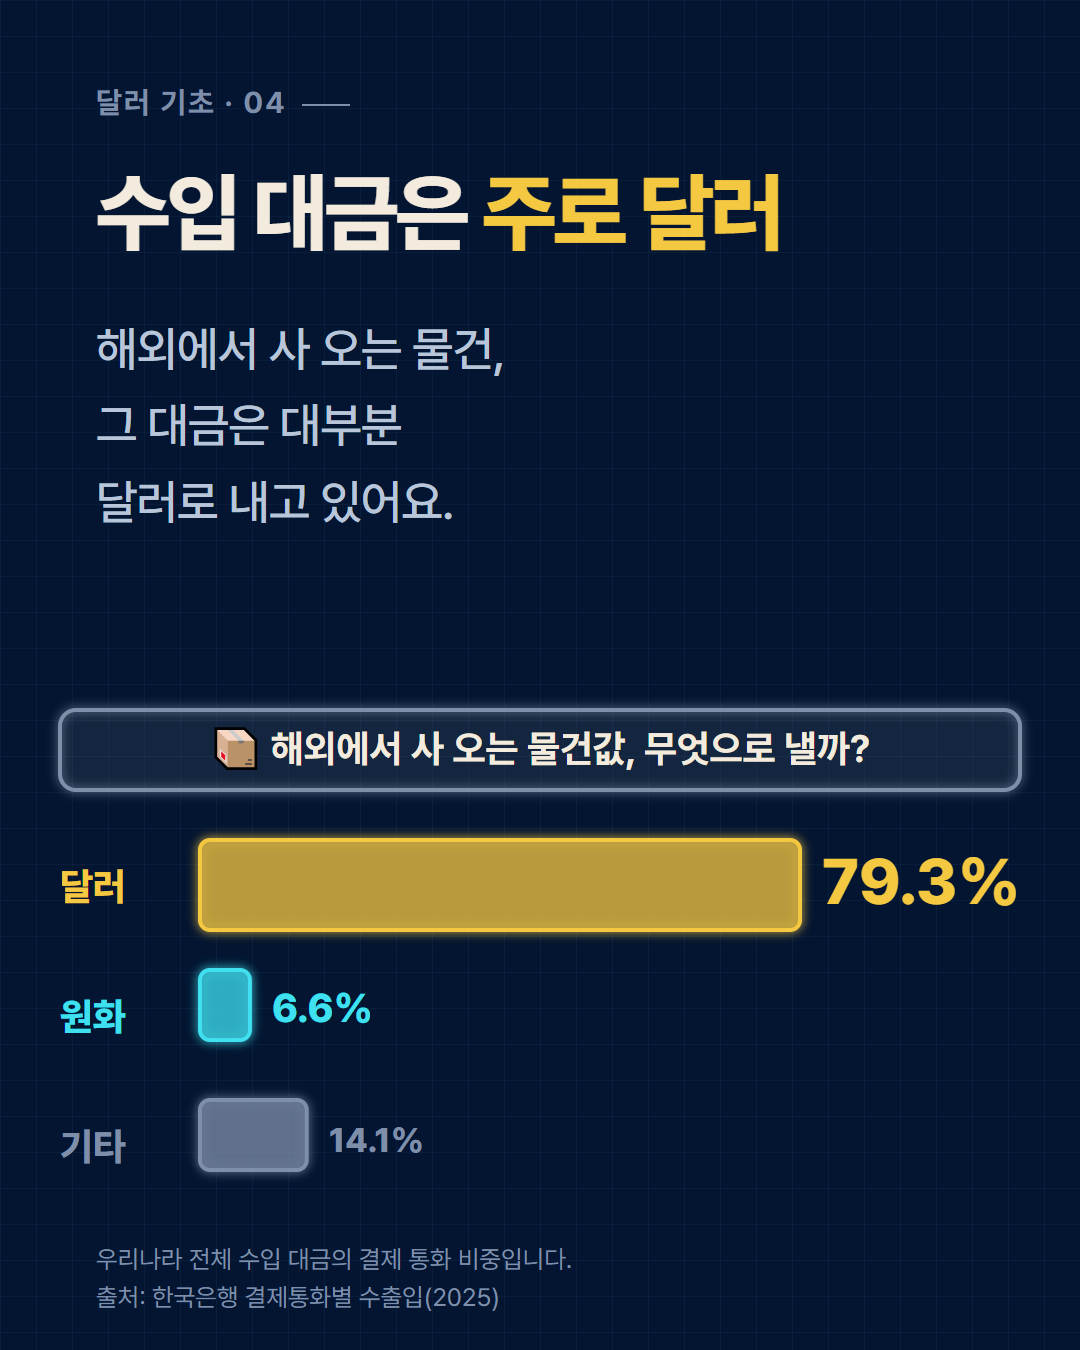 달러 기초 · 04
수입 대금은 주로 달러
해외에서 사 오는 물건,
그 대금은 대부분
달러로 내고 있어요.
해외에서 사 오는 물건값, 무엇으로 낼까?
달러 79.3%
원화 6.6%
기타 14.1%
우리나라 전체 수입 대금의 결제 통화 비중입니다.
출처: 한국은행 결제통화별 수출입(2025)